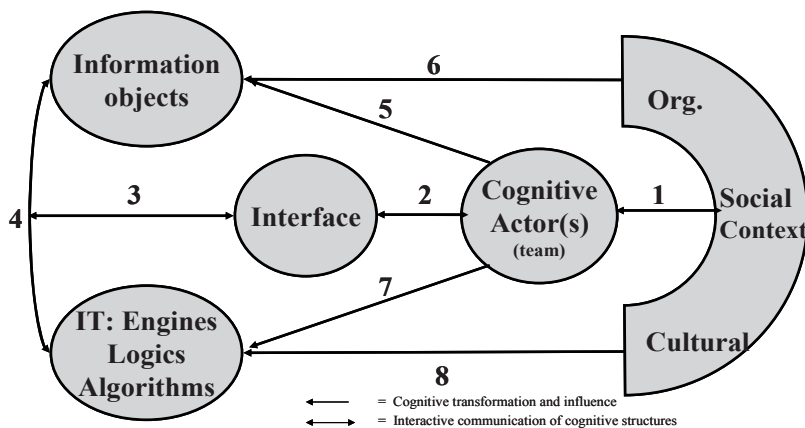 Information
objects
6
Org.
5
3
4
Interface
2
Cognitive
Actor(s)
(team)
1
Social
Context
7
IT: Engines
Logics
Algorithms
Cultural
8
= Cognitive transformation and influence
= Interactive communication of cognitive structures